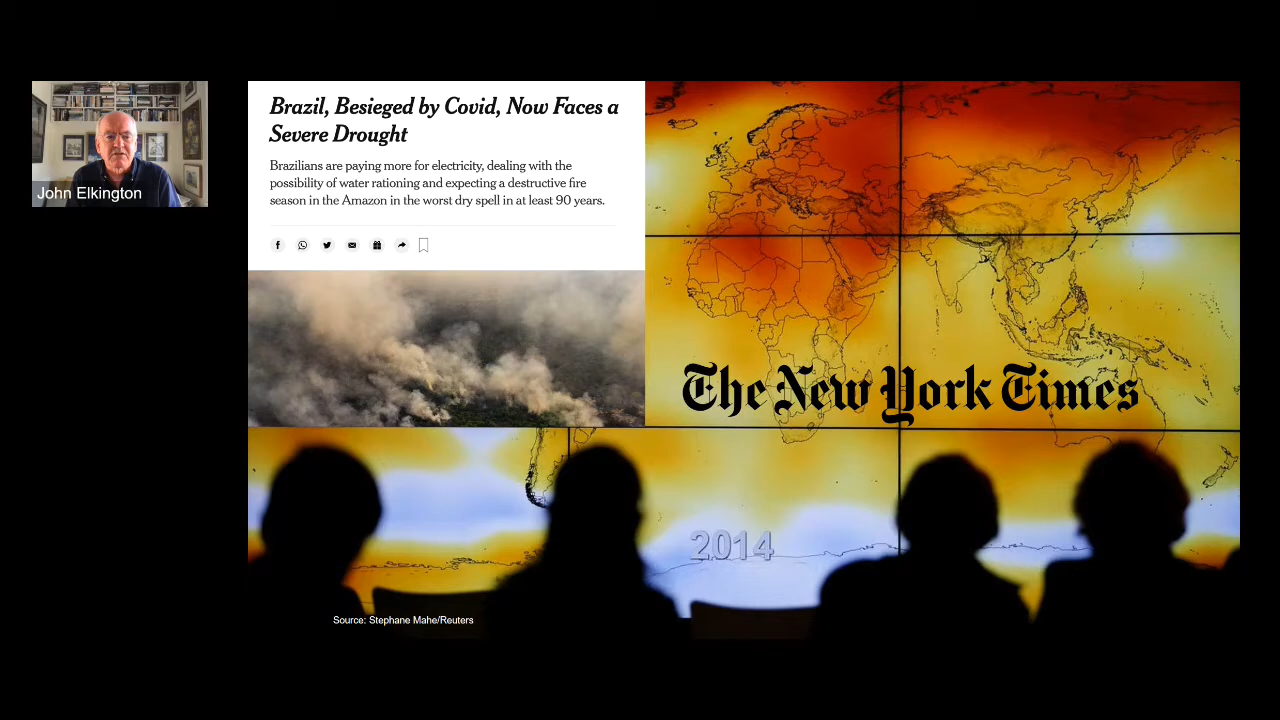 John Elkington
Brazil, Besieged by Covid, Now Faces a
Severe Drought
Brazilians are paying more for electricity, dealing with the
possibility of water rationing and expecting a destructive fire
season in the Amazon in the worst dry spell in at least 90 years.
The New York Times
2014
Source: Stephane Mahe/Reuters